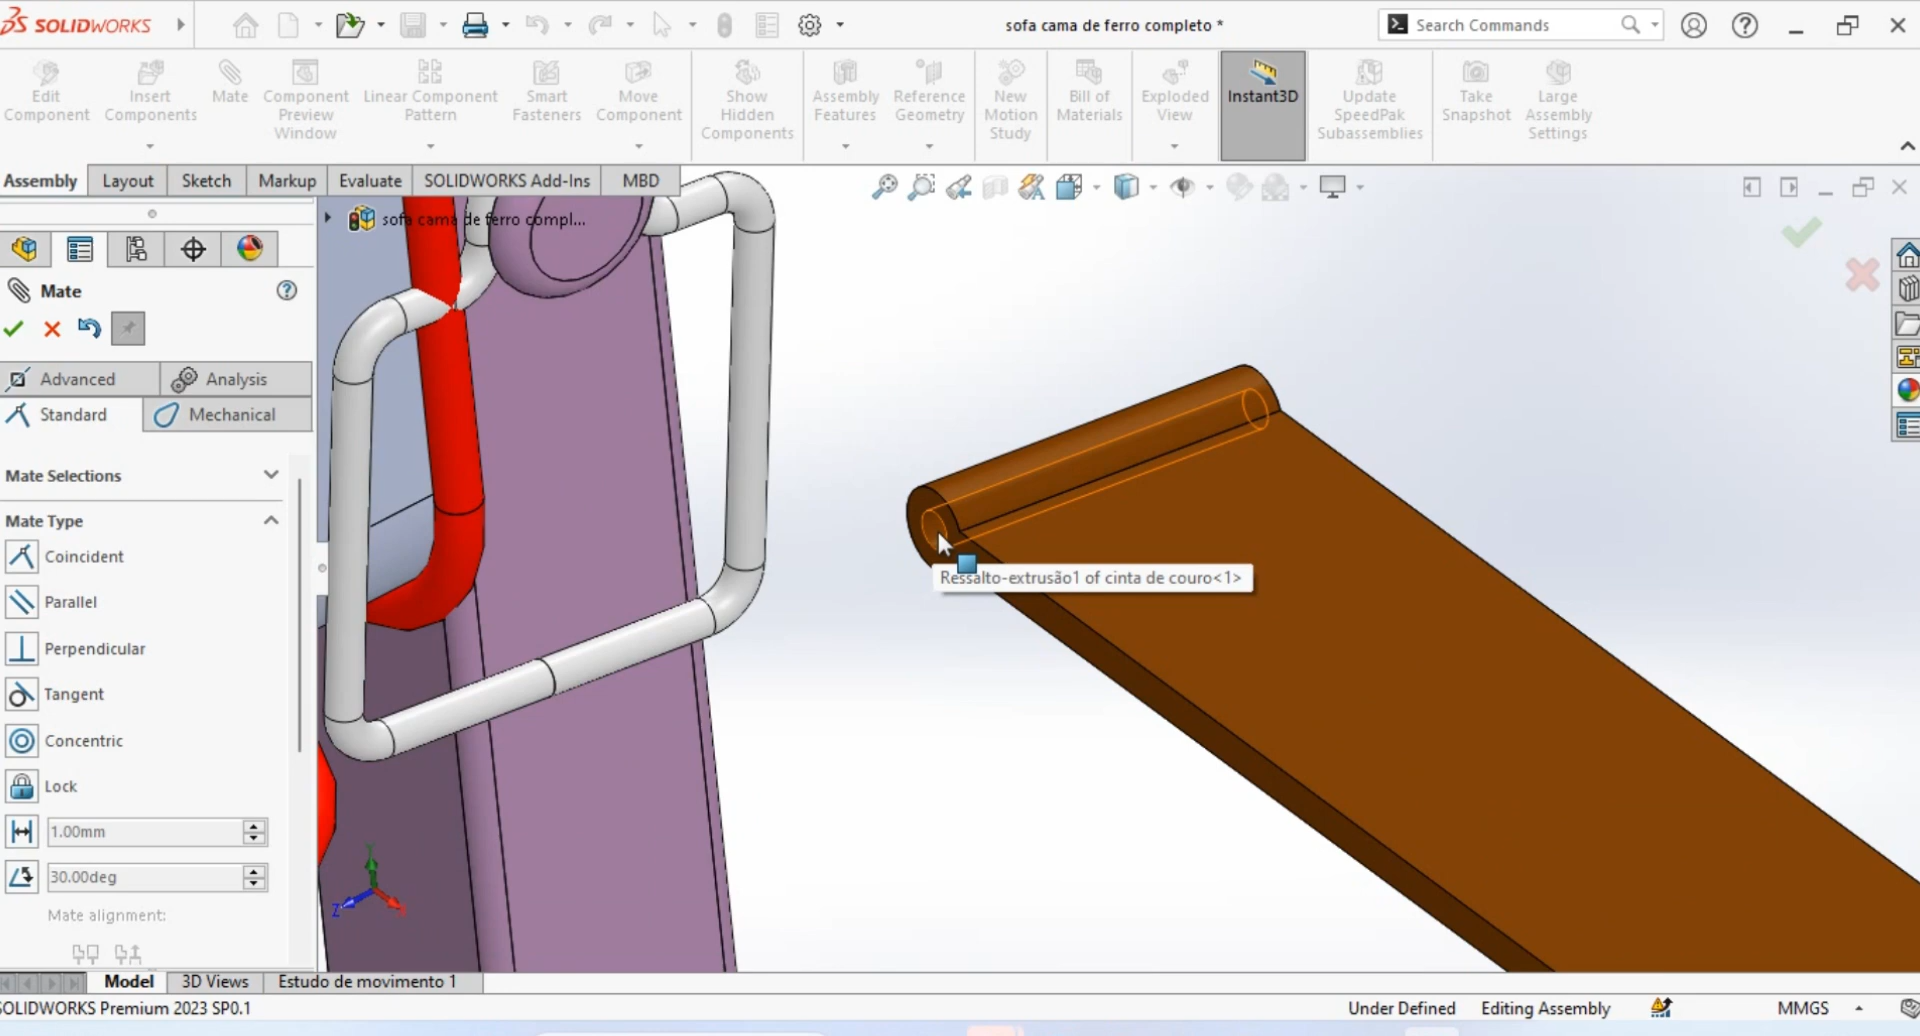 SOLIDWORKS
sofa cama de ferro completo *
Search Commands
Edit
Component
Insert
Components
Mate
Component
Preview
Window
Linear Component
Pattern
Smart
Fasteners
Move
Component
Show
Hidden
Components
Assembly
Features
Reference
Geometry
New
Motion
Study
Bill of
Materials
Exploded
View
Instant3D
Update
SpeedPak
Subassemblies
Take
Snapshot
Large
Assembly
Settings
Assembly
Layout
Sketch
Markup
Evaluate
SOLIDWORKS Add-Ins
MBD
sofa cama de ferro compl...
Mate
Advanced
Analysis
Standard
Mechanical
Mate Selections
Mate Type
Coincident
Parallel
Perpendicular
Tangent
Concentric
Lock
1.00mm
30.00deg
Mate alignment:
Ressalto-extrusão1 of cinta de couro<1>
Y
Z
X
Model
3D Views
Estudo de movimento 1
SOLIDWORKS Premium 2023 SP0.1
Under Defined
Editing Assembly
MMGS